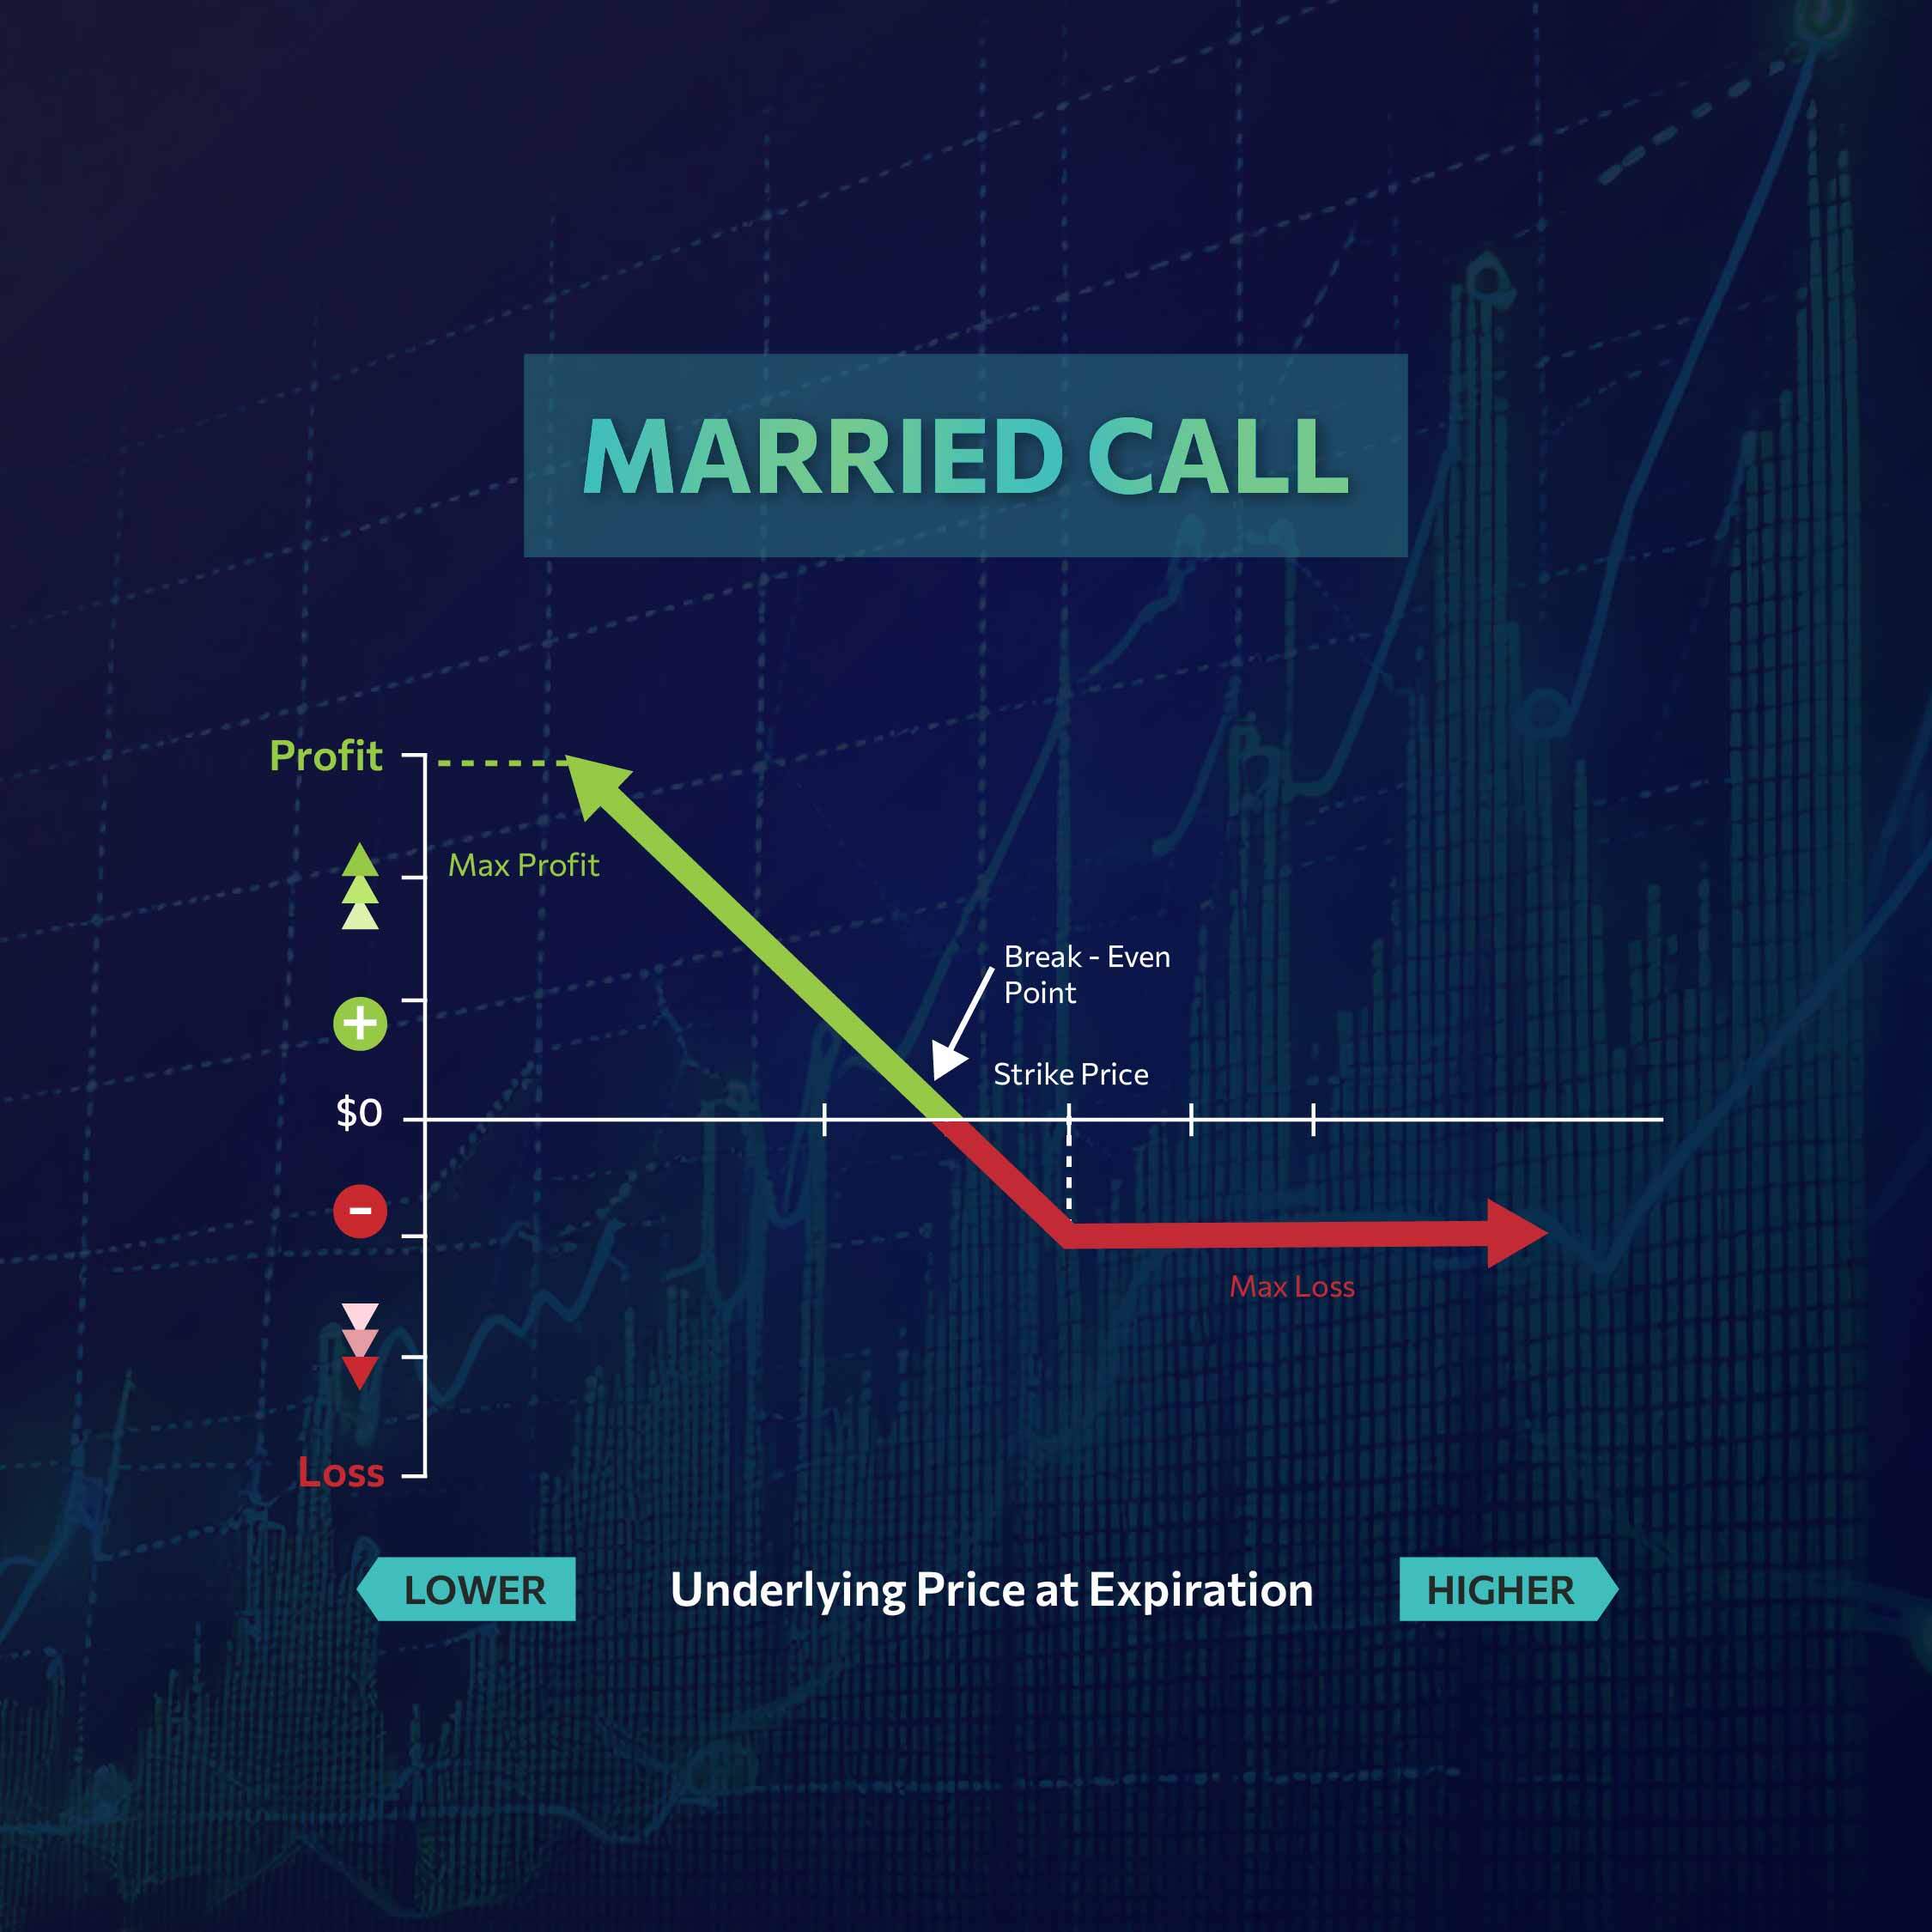 MARRIED CALL
Profit
Max Profit
Break - Even
Point
Strike Price
$0
Max Loss
Loss
LOWER
Underlying Price at Expiration
HIGHER